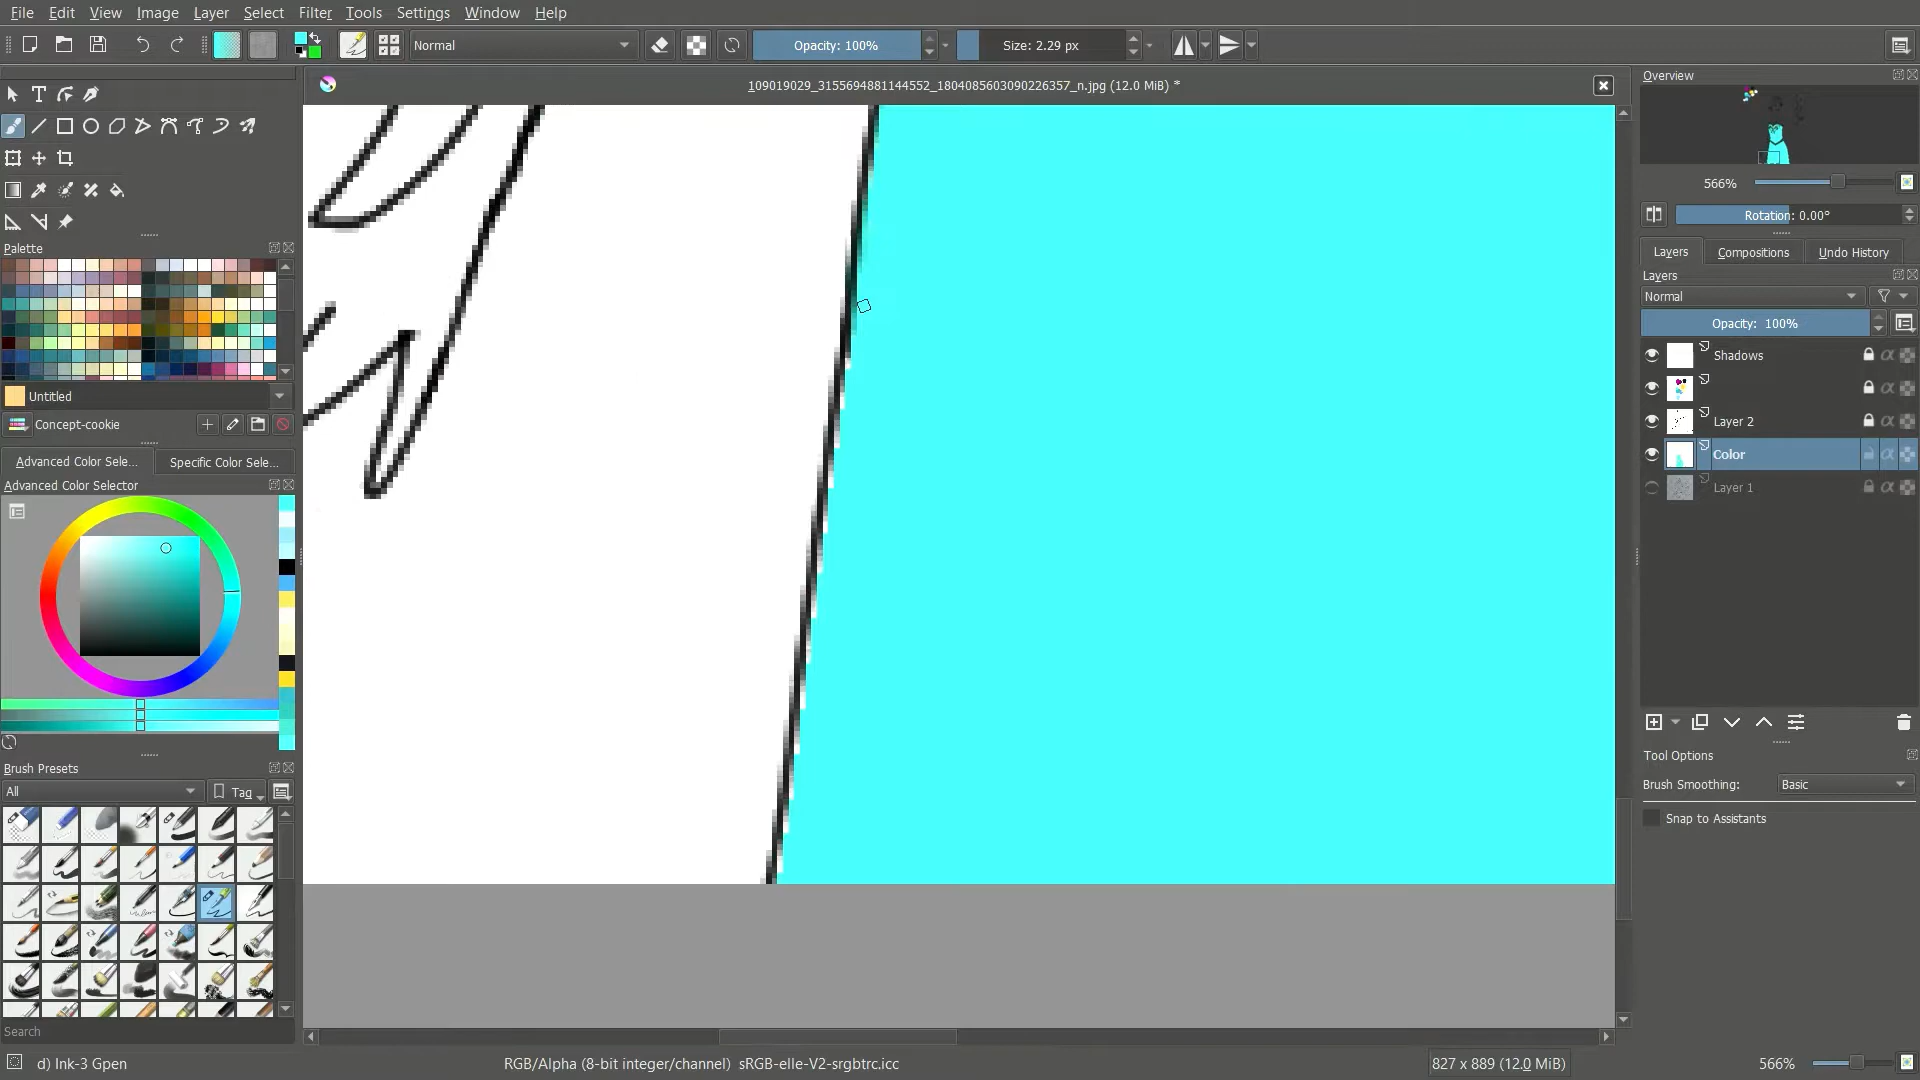 File Edit View Image Layer Select Filter Tools Settings Window Help
Normal
Opacity: 100%
Size: 2.29 px
109019029_3155694881144552_1804085603090226357_n.jpg (12.0 MiB) *
Overview
566%
Rotation: 0.00°
Palette
Untitled
Concept-cookie
Advanced Color Sele...
Specific Color Sele...
Advanced Color Selector
Brush Presets
All
Tag
Search
Layers
Compositions
Undo History
Layers
Normal
Opacity: 100%
Shadows
Layer 2
Color
Layer 1
Tool Options
Brush Smoothing:
Basic
Snap to Assistants
d) Ink-3 Gpen
RGB/Alpha (8-bit integer/channel) sRGB-elle-V2-srgbtrc.icc
827 x 889 (12.0 MiB)
566%